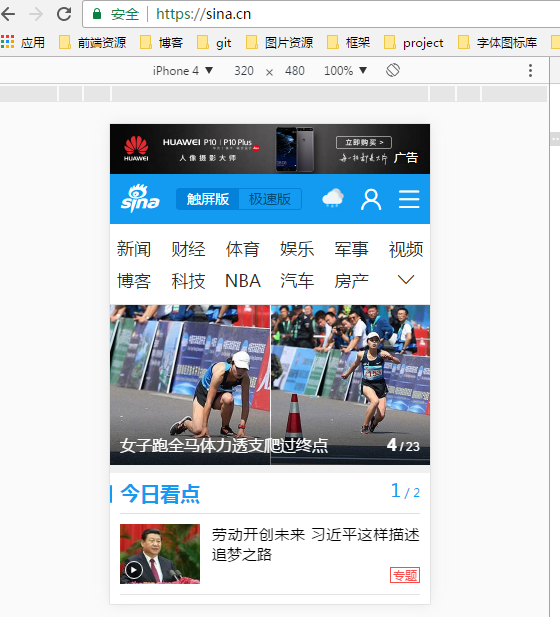 安全 https://sina.cn
应用 前端资源 博客 git 图片资源 框架 project 字体图标库
iPhone 4 ▼ 320 × 480 100% ▼
HUAWEI P10 | P10 Plus
人像摄影大师
HUAWEI
立即购买 >
广告
sina 触屏版 极速版
新闻 财经 体育 娱乐 军事 视频
博客 科技 NBA 汽车 房产
女子跑全马体力透支爬过终点 4 / 23
今日看点 1 / 2
劳动开创未来 习近平这样描述
追梦之路
专题